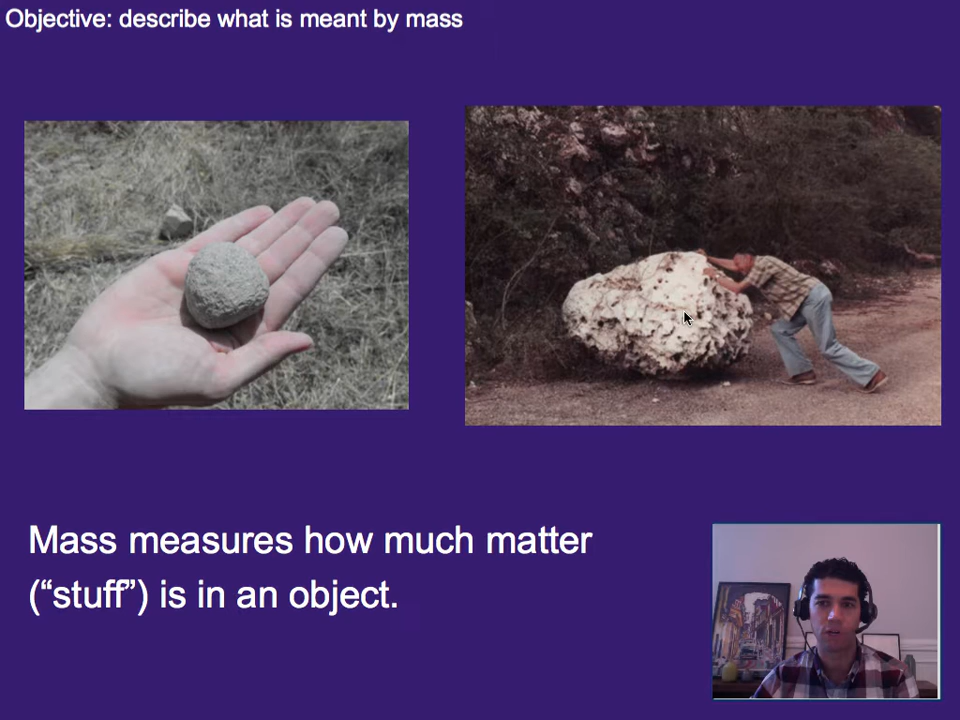 Objective: describe what is meant by mass
Mass measures how much matter
(“stuff”) is in an object.